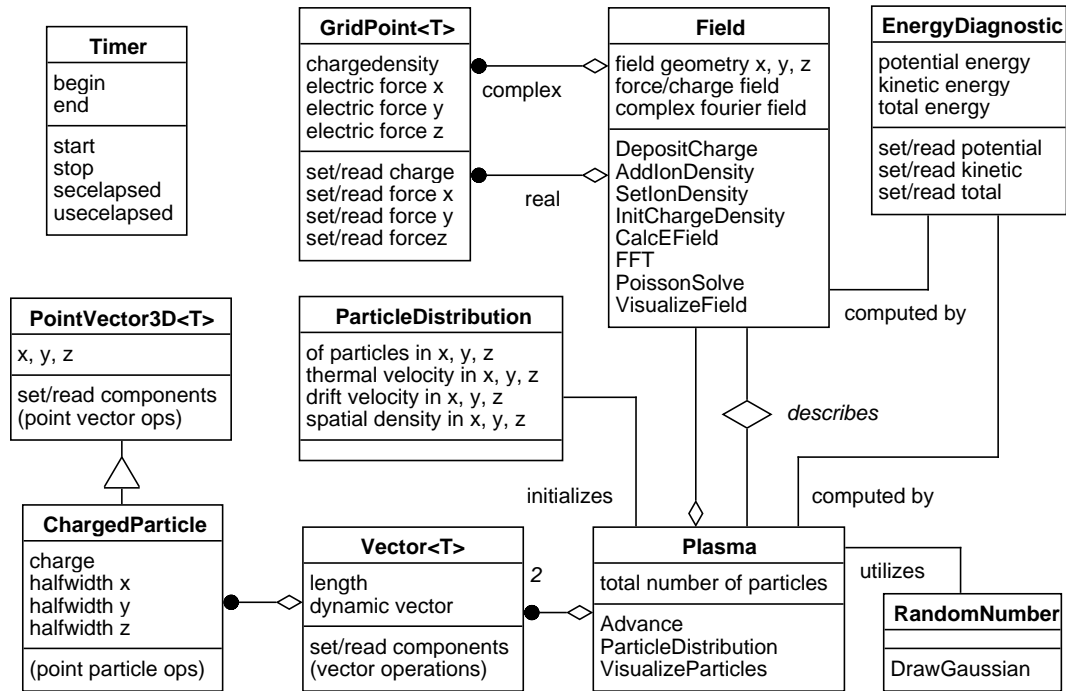 Timer
begin
end
start
stop
secelapsed
usecelapsed
GridPoint<T>
chargedensity
electric force x
electric force y
electric force z
set/read charge
set/read force x
set/read force y
set/read forcez
complex
real
Field
field geometry x, y, z
force/charge field
complex fourier field
DepositCharge
AddIonDensity
SetIonDensity
InitChargeDensity
CalcEField
FFT
PoissonSolve
VisualizeField
EnergyDiagnostic
potential energy
kinetic energy
total energy
set/read potential
set/read kinetic
set/read total
computed by
PointVector3D<T>
x, y, z
set/read components
(point vector ops)
ParticleDistribution
of particles in x, y, z
thermal velocity in x, y, z
drift velocity in x, y, z
spatial density in x, y, z
describes
initializes
computed by
ChargedParticle
charge
halfwidth x
halfwidth y
halfwidth z
(point particle ops)
Vector<T>
length
dynamic vector
set/read components
(vector operations)
2
Plasma
total number of particles
Advance
ParticleDistribution
VisualizeParticles
utilizes
RandomNumber
DrawGaussian